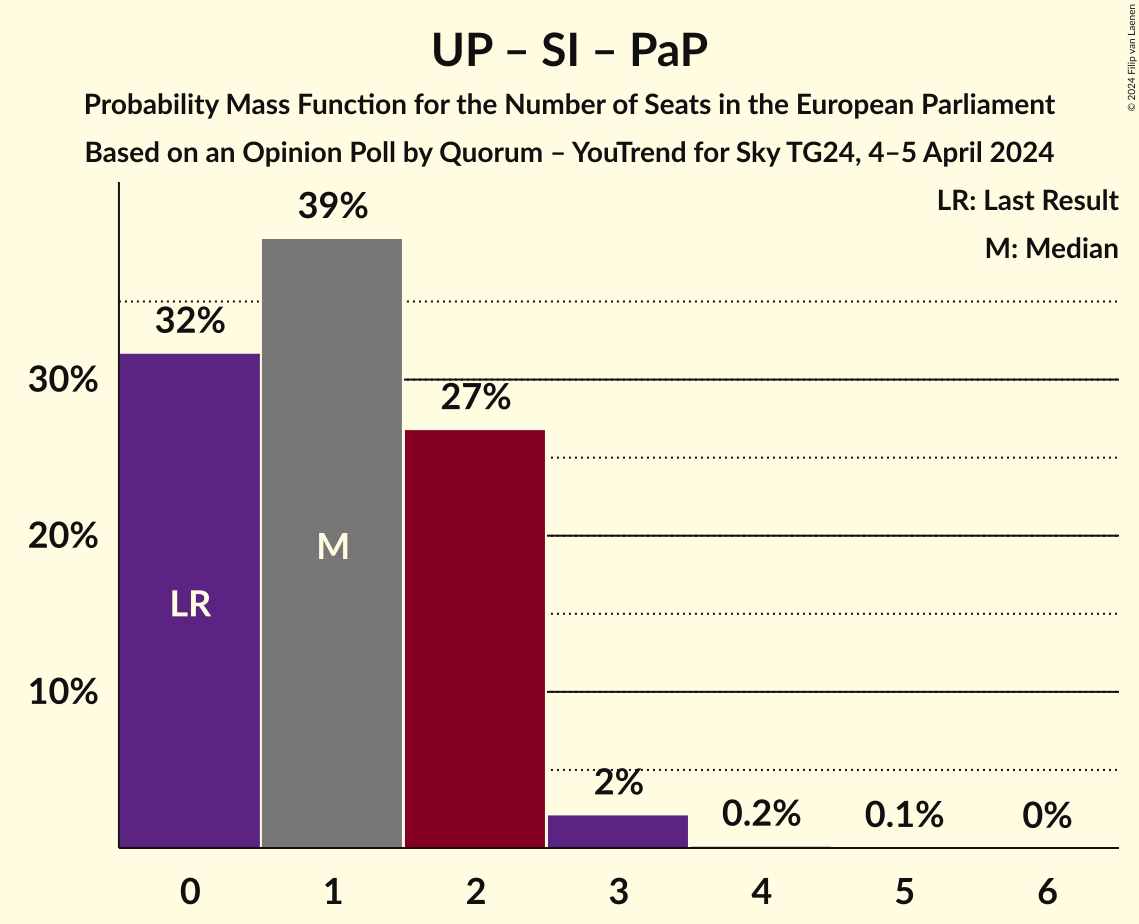 UP – SI – PaP
Probability Mass Function for the Number of Seats in the European Parliament
Based on an Opinion Poll by Quorum – YouTrend for Sky TG24, 4–5 April 2024
© 2024 Filip van Laenen
LR: Last Result
M: Median
39%
32%
30%
27%
20%
M
LR
10%
2%
0.2%
0.1%
0%
0 1 2 3 4 5 6